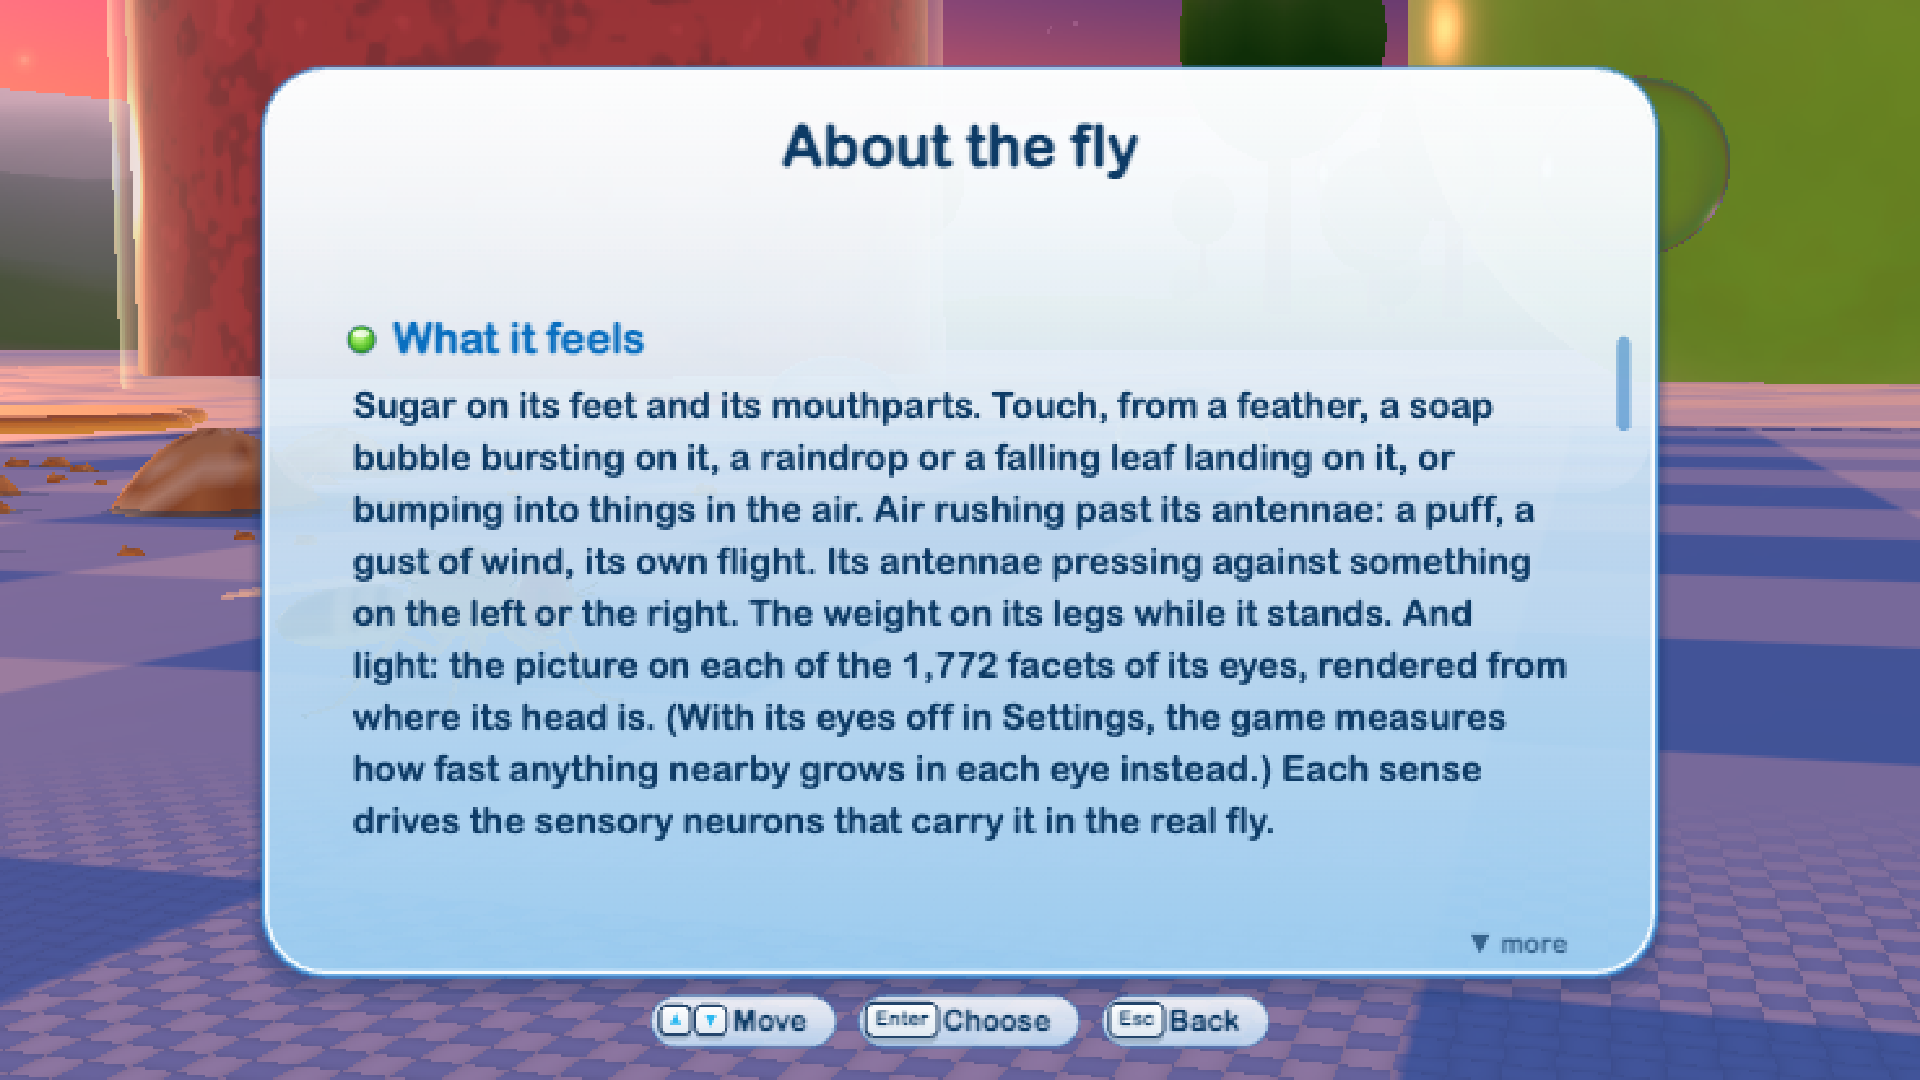 About the fly
What it feels
Sugar on its feet and its mouthparts. Touch, from a feather, a soap
bubble bursting on it, a raindrop or a falling leaf landing on it, or
bumping into things in the air. Air rushing past its antennae: a puff, a
gust of wind, its own flight. Its antennae pressing against something
on the left or the right. The weight on its legs while it stands. And
light: the picture on each of the 1,772 facets of its eyes, rendered from
where its head is. (With its eyes off in Settings, the game measures
how fast anything nearby grows in each eye instead.) Each sense
drives the sensory neurons that carry it in the real fly.
▼ more
▲ ▼ Move Enter Choose Esc Back